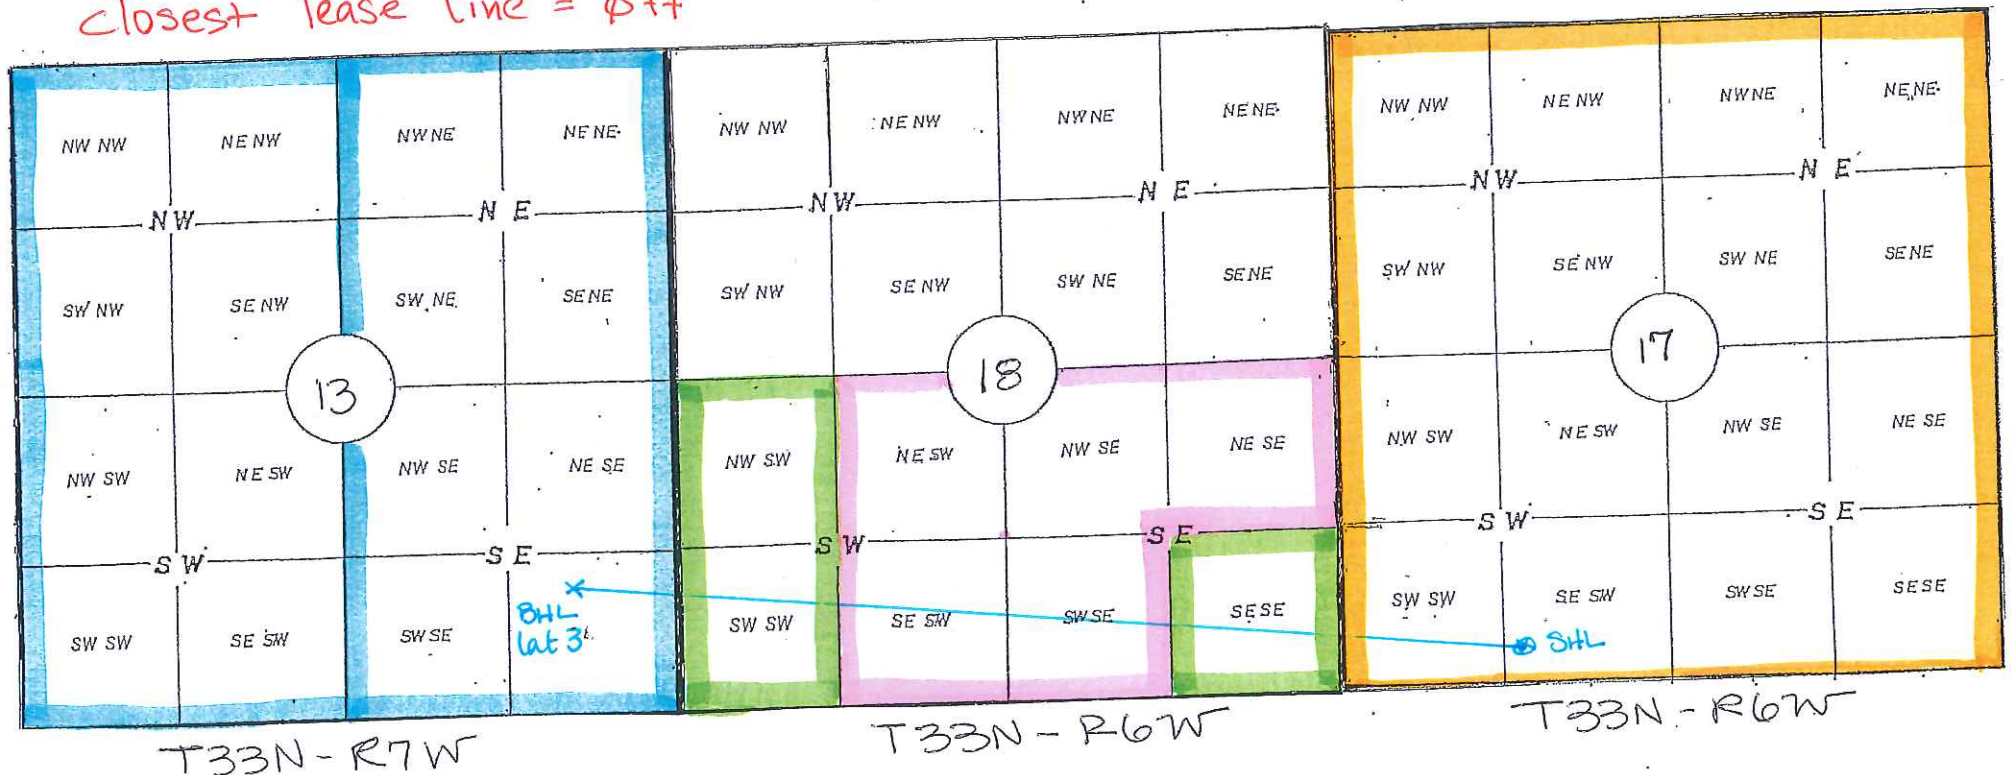 closest lease line = Øft
NW NW NE NW NW NE NE NE
NW N E
SW NW SE NW SW NE SE NE
13
NW SW NE SW NW SE NE SE
SW S E
BHL
lat 3
SW SW SE SW SW SE
T33N - R7W
NW NW NE NW NW NE NE NE
NW N E
SW NW SE NW SW NE SE NE
18
NW SW NE SW NW SE NE SE
SW S E
SW SW SE SW SW SE SE SE
T33N - R6W
NW NW NE NW NW NE NE NE
NW N E
SW NW SE NW SW NE SE NE
17
NW SW NE SW NW SE NE SE
SW S E
SW SW SE SW SW SE SE SE
SHL
T33N - R6W